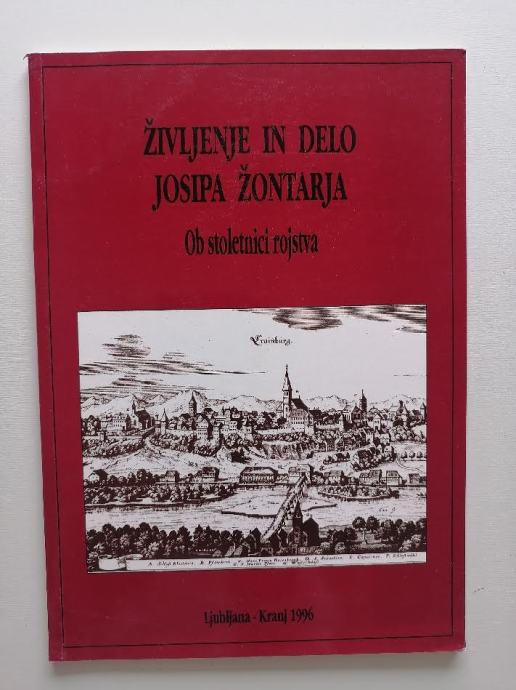 ŽIVLJENJE IN DELO
JOSIPA ŽONTARJA
Ob stoletnici rojstva
Crainburg.
Ljubljana - Kranj 1996